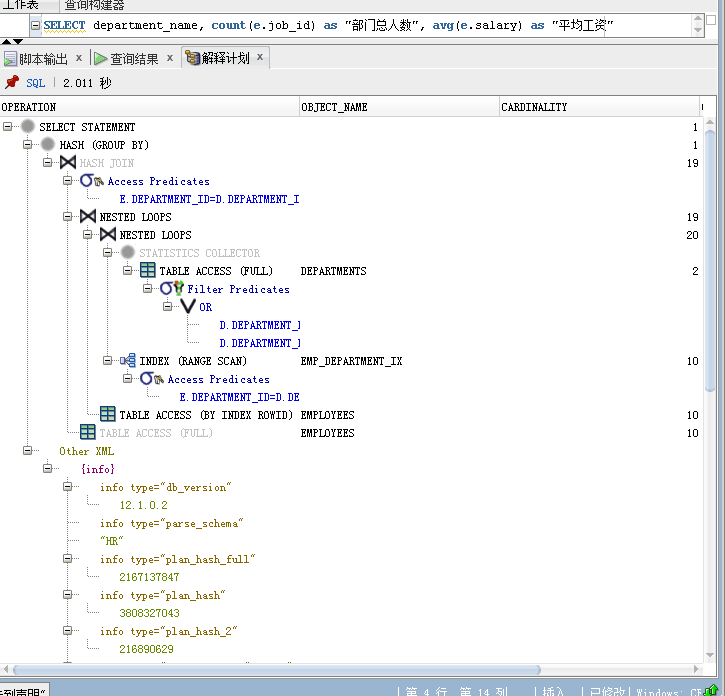 工作表 查询构建器
SELECT department_name, count(e.job_id) as "部门总人数", avg(e.salary) as "平均工资"
脚本输出 × 查询结果 × 解释计划 ×
SQL | 2.011 秒
OPERATION OBJECT_NAME CARDINALITY
SELECT STATEMENT 1
HASH (GROUP BY) 1
HASH JOIN 19
Access Predicates
E.DEPARTMENT_ID=D.DEPARTMENT_I
NESTED LOOPS 19
NESTED LOOPS 20
STATISTICS COLLECTOR
TABLE ACCESS (FULL) DEPARTMENTS 2
Filter Predicates
OR
D.DEPARTMENT_
D.DEPARTMENT_
INDEX (RANGE SCAN) EMP_DEPARTMENT_IX 10
Access Predicates
E.DEPARTMENT_ID=D.DE
TABLE ACCESS (BY INDEX ROWID) EMPLOYEES 10
TABLE ACCESS (FULL) EMPLOYEES 10
Other XML
{info}
info type="db_version"
12.1.0.2
info type="parse_schema"
"HR"
info type="plan_hash_full"
2167137847
info type="plan_hash"
3808327043
info type="plan_hash_2"
216890629
到声明" | 第 4 行 第 14 列 | 插入 | 已修改 | Windows: